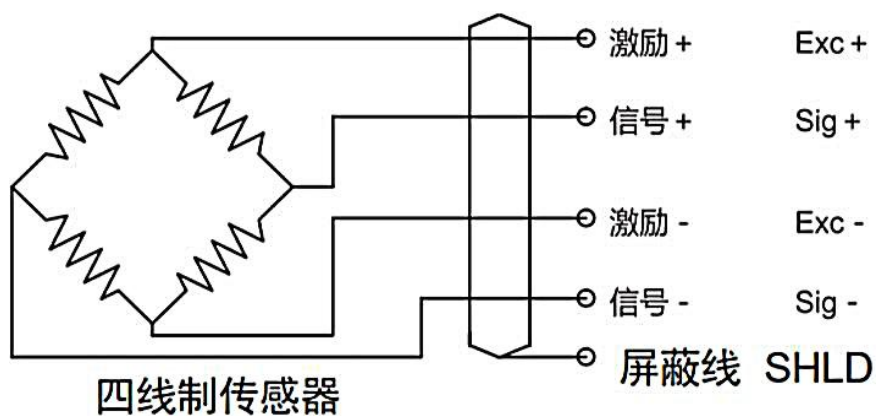 激励 + Exc +
信号 + Sig +
激励 - Exc -
信号 - Sig -
屏蔽线 SHLD
四线制传感器